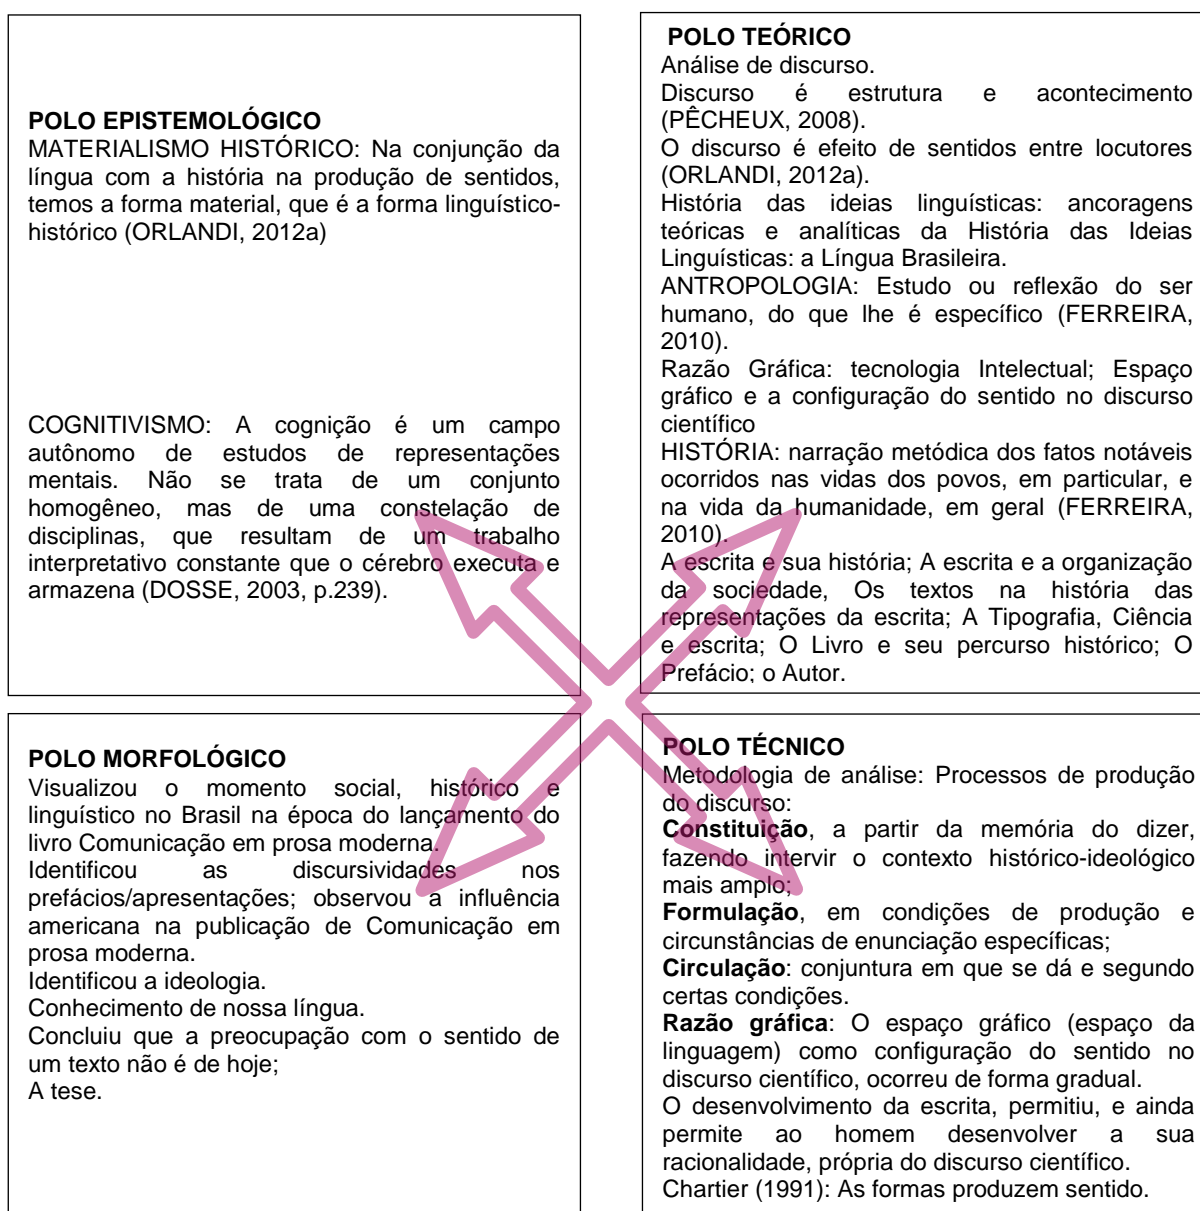 POLO EPISTEMOLÓGICO
MATERIALISMO HISTÓRICO: Na conjunção da
língua com a história na produção de sentidos,
temos a forma material, que é a forma linguístico-
histórico (ORLANDI, 2012a)
COGNITIVISMO: A cognição é um campo
autônomo de estudos de representações
mentais. Não se trata de um conjunto
homogêneo, mas de uma constelação de
disciplinas, que resultam de um trabalho
interpretativo constante que o cérebro executa e
armazena (DOSSE, 2003, p.239).
POLO TEÓRICO
Análise de discurso.
Discurso é estrutura e acontecimento
(PÊCHEUX, 2008).
O discurso é efeito de sentidos entre locutores
(ORLANDI, 2012a).
História das ideias linguísticas: ancoragens
teóricas e analíticas da História das Ideias
Linguísticas: a Língua Brasileira.
ANTROPOLOGIA: Estudo ou reflexão do ser
humano, do que lhe é específico (FERREIRA,
2010).
Razão Gráfica: tecnologia Intelectual; Espaço
gráfico e a configuração do sentido no discurso
científico
HISTÓRIA: narração metódica dos fatos notáveis
ocorridos nas vidas dos povos, em particular, e
na vida da humanidade, em geral (FERREIRA,
2010).
A escrita e sua história; A escrita e a organização
da sociedade, Os textos na história das
representações da escrita; A Tipografia, Ciência
e escrita; O Livro e seu percurso histórico; O
Prefácio; o Autor.
POLO MORFOLÓGICO
Visualizou o momento social, histórico e
linguístico no Brasil na época do lançamento do
livro Comunicação em prosa moderna.
Identificou as discursividades nos
prefácios/apresentações; observou a influência
americana na publicação de Comunicação em
prosa moderna.
Identificou a ideologia.
Conhecimento de nossa língua.
Concluiu que a preocupação com o sentido de
um texto não é de hoje;
A tese.
POLO TÉCNICO
Metodologia de análise: Processos de produção
do discurso:
Constituição, a partir da memória do dizer,
fazendo intervir o contexto histórico-ideológico
mais amplo;
Formulação, em condições de produção e
circunstâncias de enunciação específicas;
Circulação: conjuntura em que se dá e segundo
certas condições.
Razão gráfica: O espaço gráfico (espaço da
linguagem) como configuração do sentido no
discurso científico, ocorreu de forma gradual.
O desenvolvimento da escrita, permitiu, e ainda
permite ao homem desenvolver a sua
racionalidade, própria do discurso científico.
Chartier (1991): As formas produzem sentido.